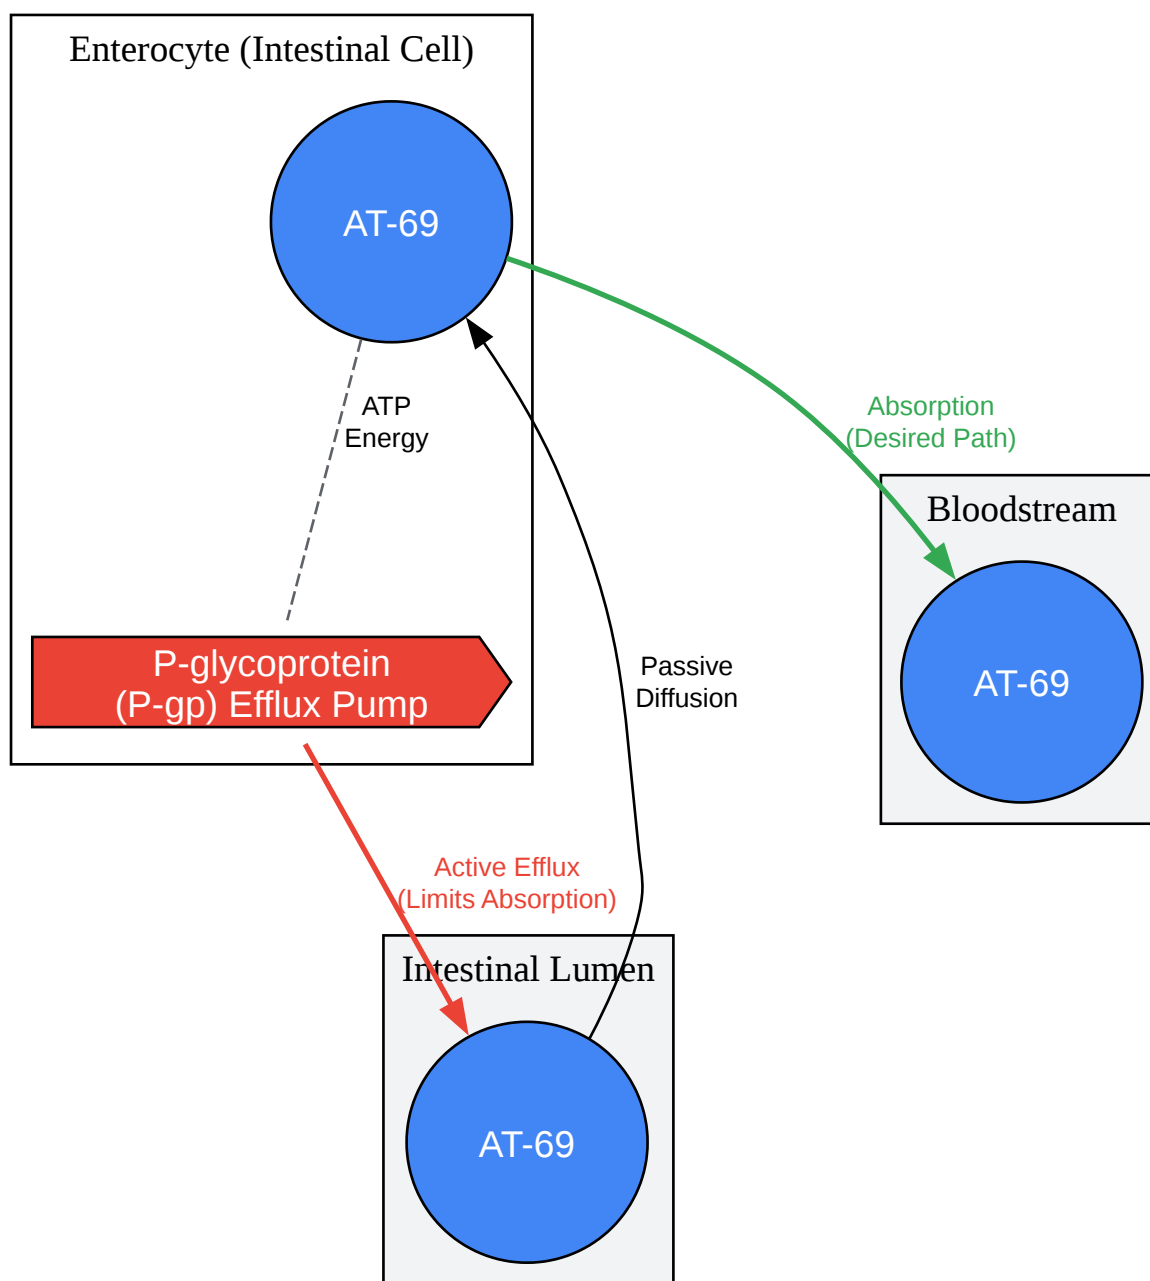 Enterocyte (Intestinal Cell)
AT-69
ATP
Energy
Absorption
(Desired Path)
Bloodstream
AT-69
P-glycoprotein
(P-gp) Efflux Pump
Passive
Diffusion
Active Efflux
(Limits Absorption)
Intestinal Lumen
AT-69